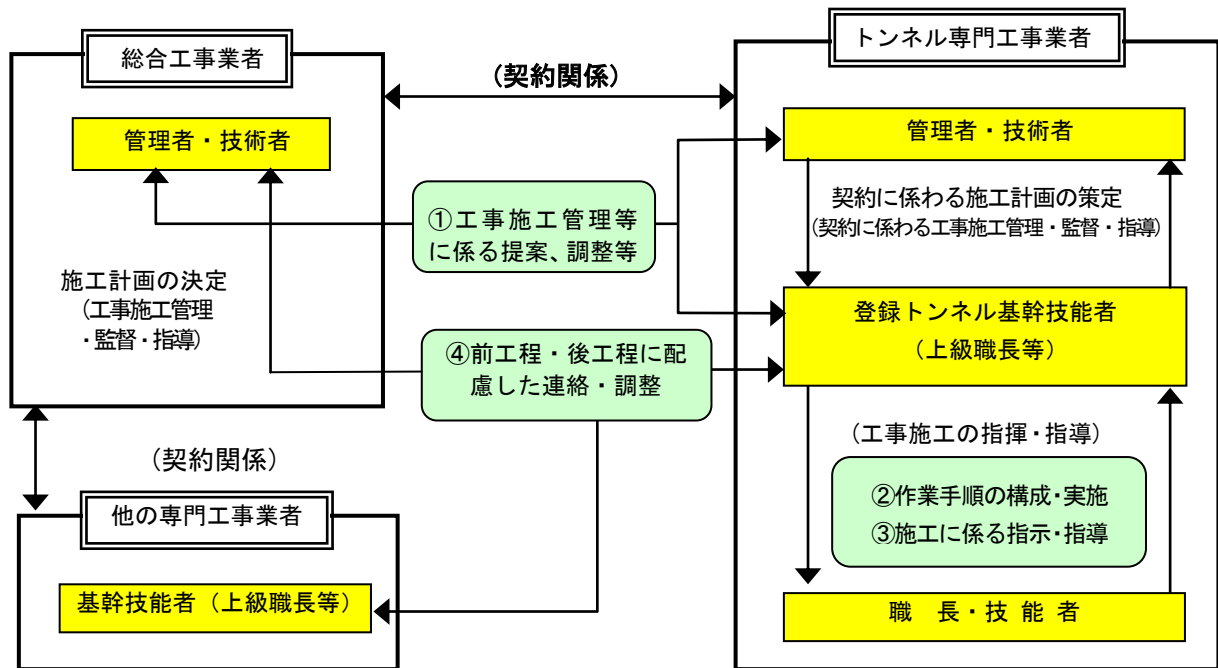 総合工事業者
管理者・技術者
施工計画の決定
（工事施工管理
・監督・指導）
（契約関係）
トンネル専門工事業者
管理者・技術者
契約に係わる施工計画の策定
（契約に係わる工事施工管理・監督・指導）
①工事施工管理等
に係る提案、調整等
登録トンネル基幹技能者
（上級職長等）
④前工程・後工程に配
慮した連絡・調整
（工事施工の指揮・指導）
②作業手順の構成・実施
③施工に係る指示・指導
職　長・技 能 者
（契約関係）
他の専門工事業者
基幹技能者（上級職長等）